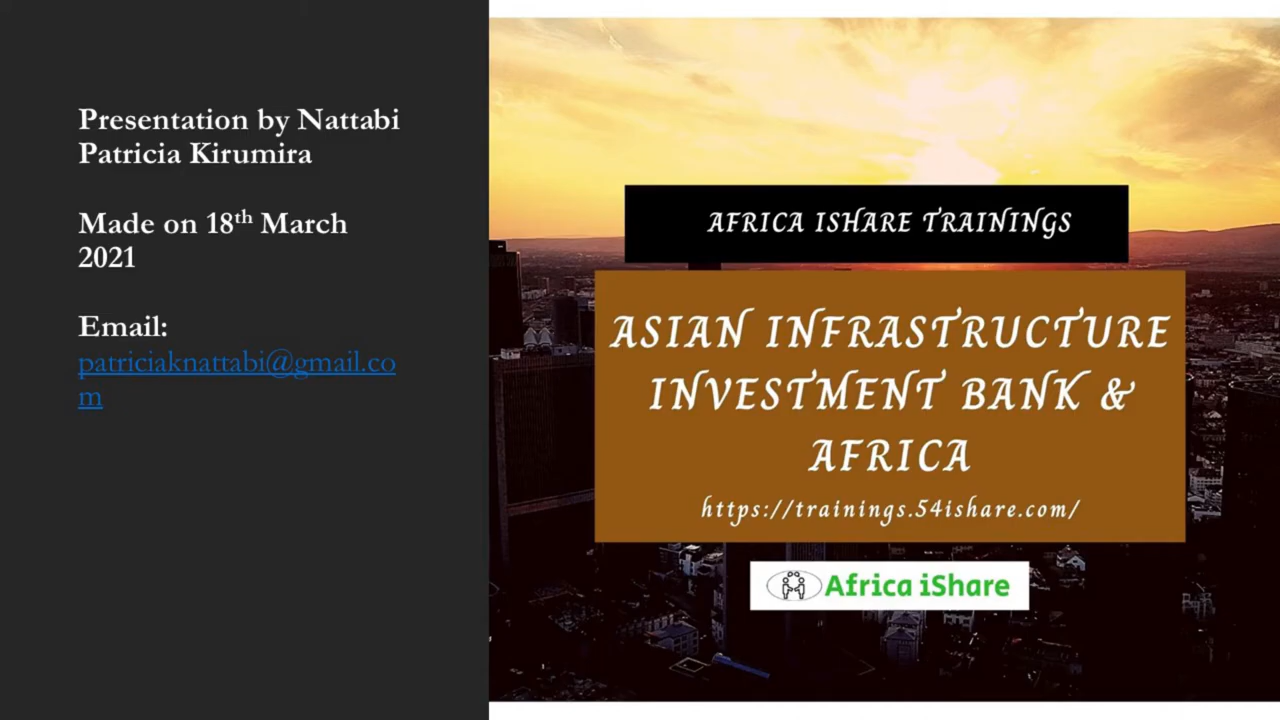 Presentation by Nattabi
Patricia Kirumira
Made on 18th March
2021
Email:
patriciaknattabi@gmail.co
m
AFRICA ISHARE TRAININGS
ASIAN INFRASTRUCTURE
INVESTMENT BANK &
AFRICA
https://trainings.54ishare.com/
Africa iShare